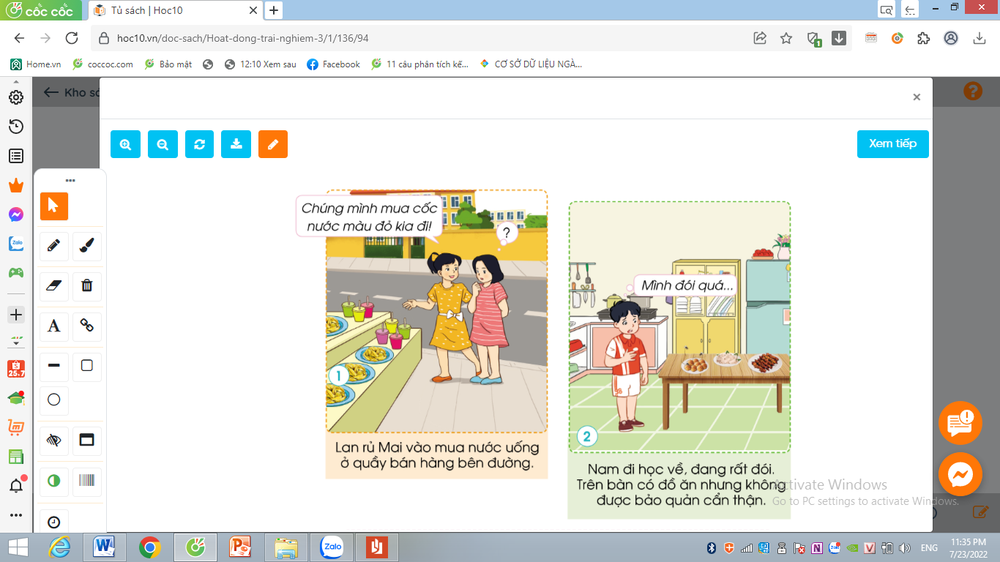 cốc cốc
Tủ sách | Hoc10
hoc10.vn/doc-sach/Hoat-dong-trai-nghiem-3/1/136/94
1
Home.vn
coccoc.com
Bảo mật
12:10 Xem sau
Facebook
11 câu phân tích kế...
CƠ SỞ DỮ LIỆU NGÀ...
Kho sá
?
Xem tiếp
Chúng mình mua cốc
nước màu đỏ kia đi!
?
1
Lan rủ Mai vào mua nước uống
ở quầy bán hàng bên đường.
Mình đói quá...
2
Nam đi học về, đang rất đói.
Trên bàn có đồ ăn nhưng không
được bảo quản cẩn thận.
Activate Windows
Go to PC settings to activate Windows.
Zalo
25.7
A
Zalo
ENG
11:35 PM
7/23/2022